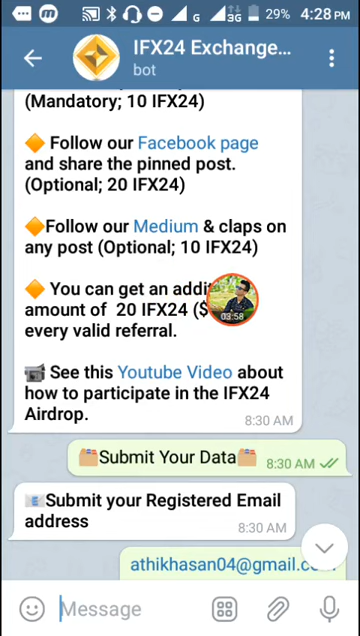 G 3G 29% 4:28 PM
IFX24 Exchange...
bot
(Mandatory; 10 IFX24)
Follow our Facebook page
and share the pinned post.
(Optional; 20 IFX24)
Follow our Medium & claps on
any post (Optional; 10 IFX24)
You can get an
amount of 20 IFX24 ($
every valid referral.
03:58
See this Youtube Video about
how to participate in the IFX24
Airdrop.
8:30 AM
Submit Your Data
8:30 AM
Submit your Registered Email
address
8:30 AM
athikhasan04@gmail.c
Message